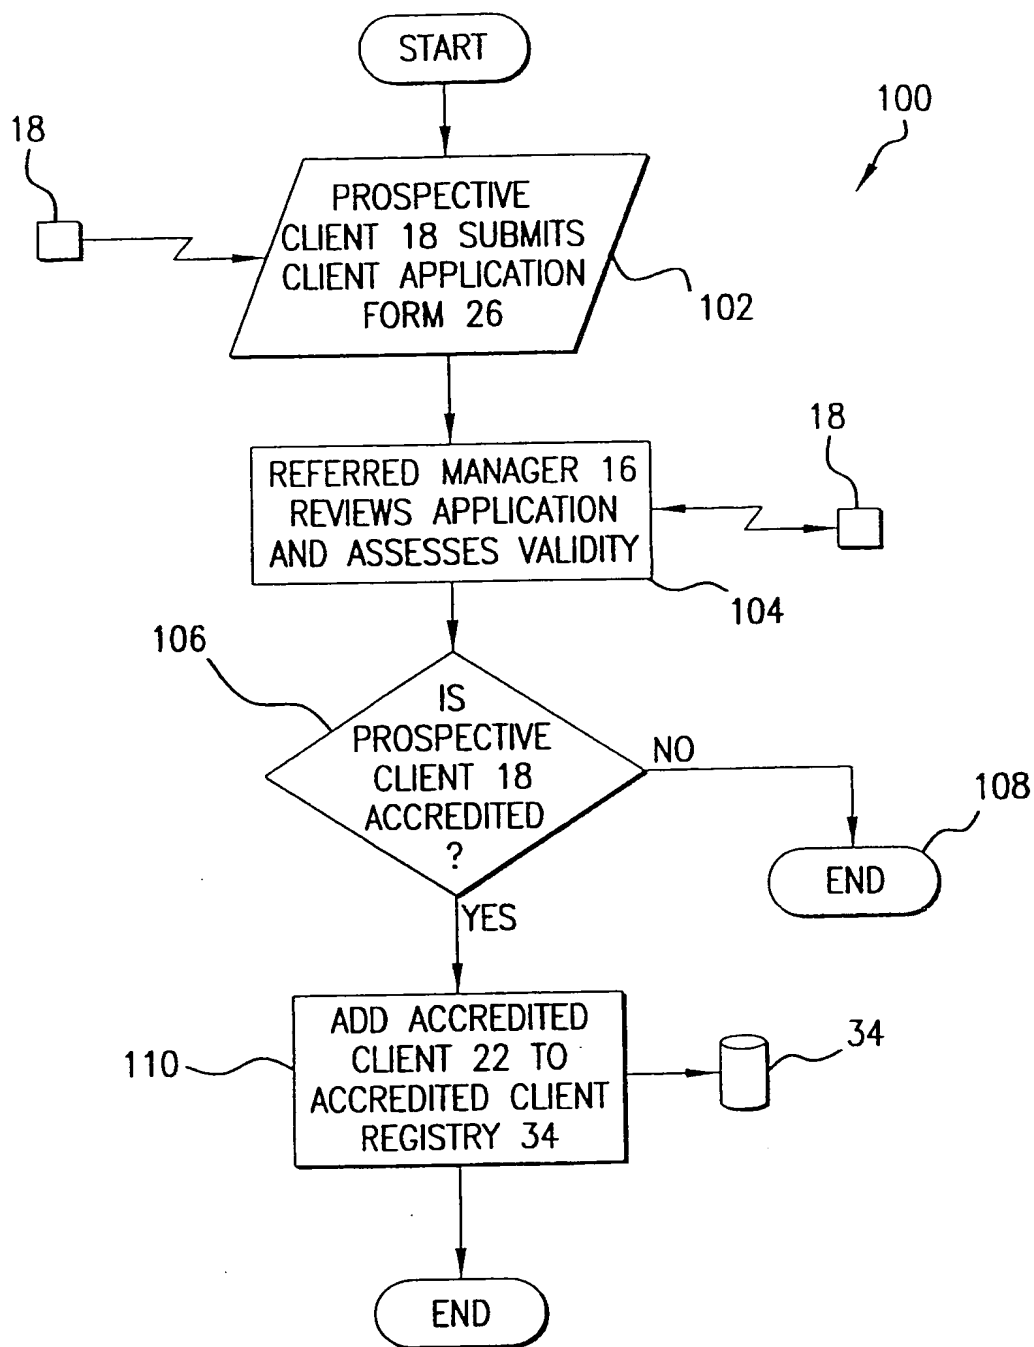 START
100
18
PROSPECTIVE
CLIENT 18 SUBMITS
CLIENT APPLICATION
FORM 26
102
18
REFERRED MANAGER 16
REVIEWS APPLICATION
AND ASSESSES VALIDITY
104
106
IS
PROSPECTIVE
CLIENT 18
ACCREDITED
?
NO
108
END
YES
ADD ACCREDITED
CLIENT 22 TO
ACCREDITED CLIENT
REGISTRY 34
110
34
END